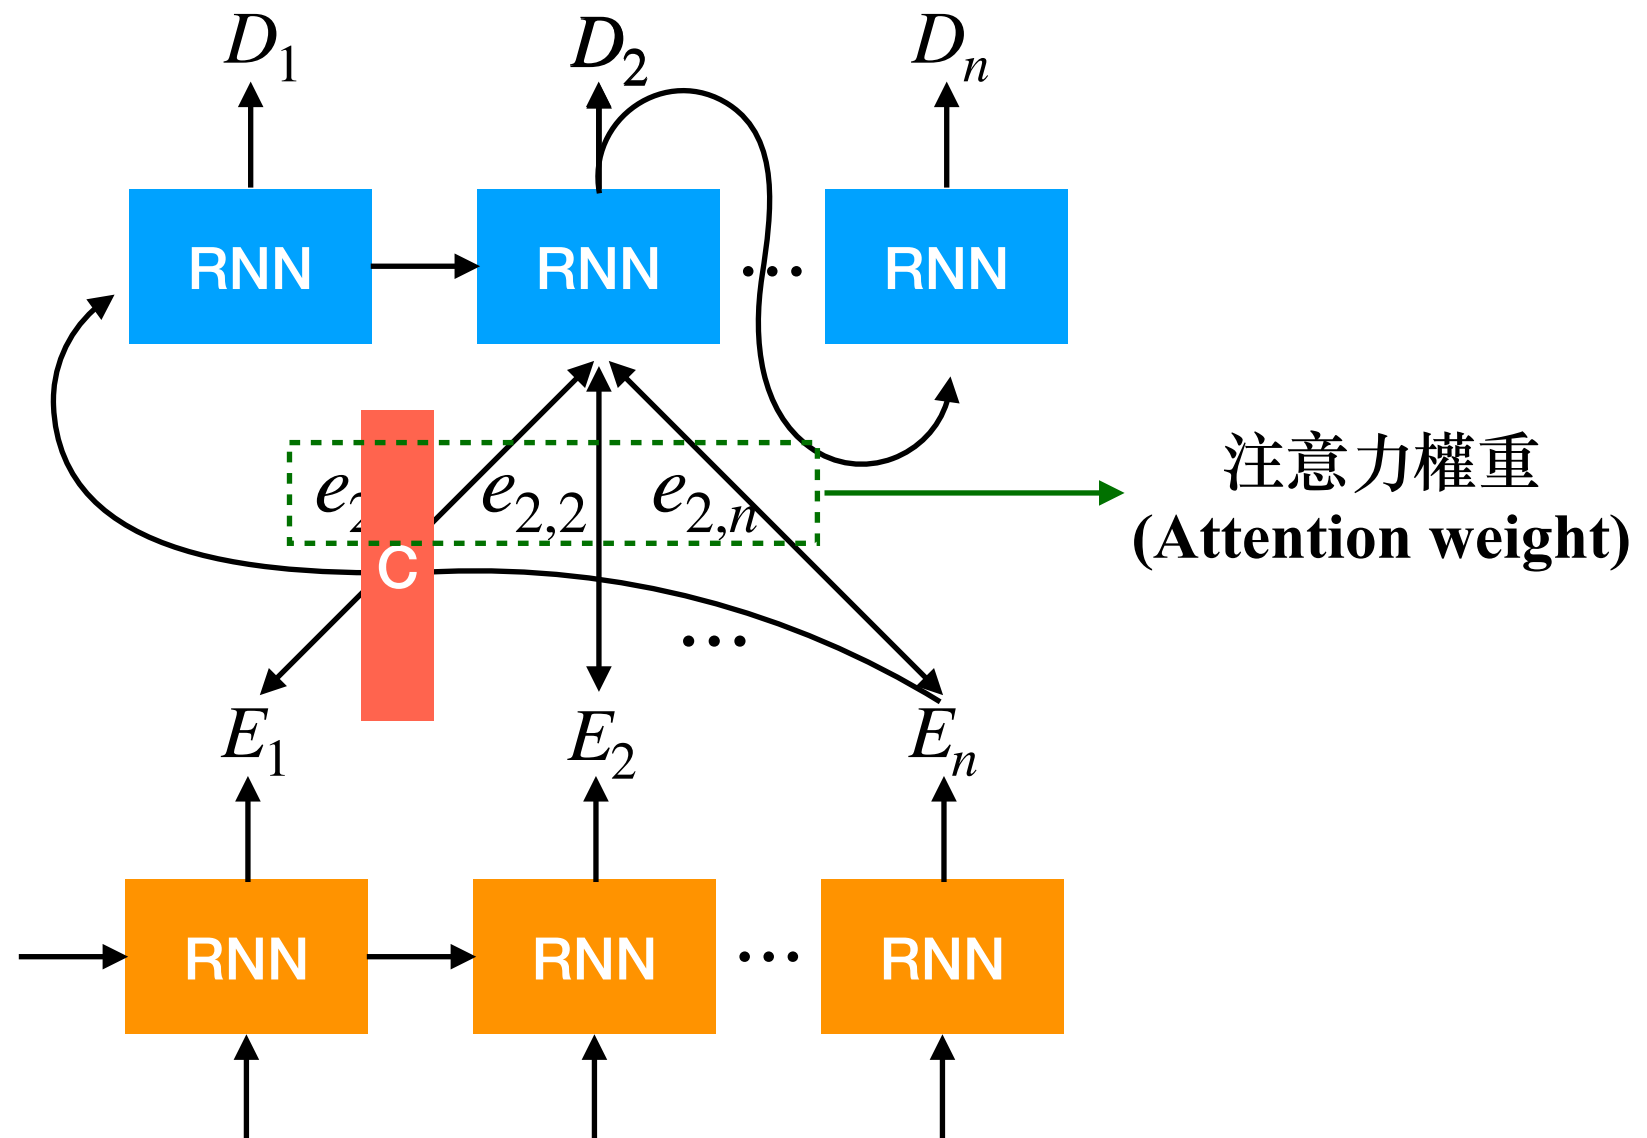 D₁ D₂ Dₙ
RNN RNN ... RNN
e₂ e₂,₂ e₂,ₙ
C
注意力權重
(Attention weight)
...
E₁ E₂ Eₙ
RNN RNN ... RNN